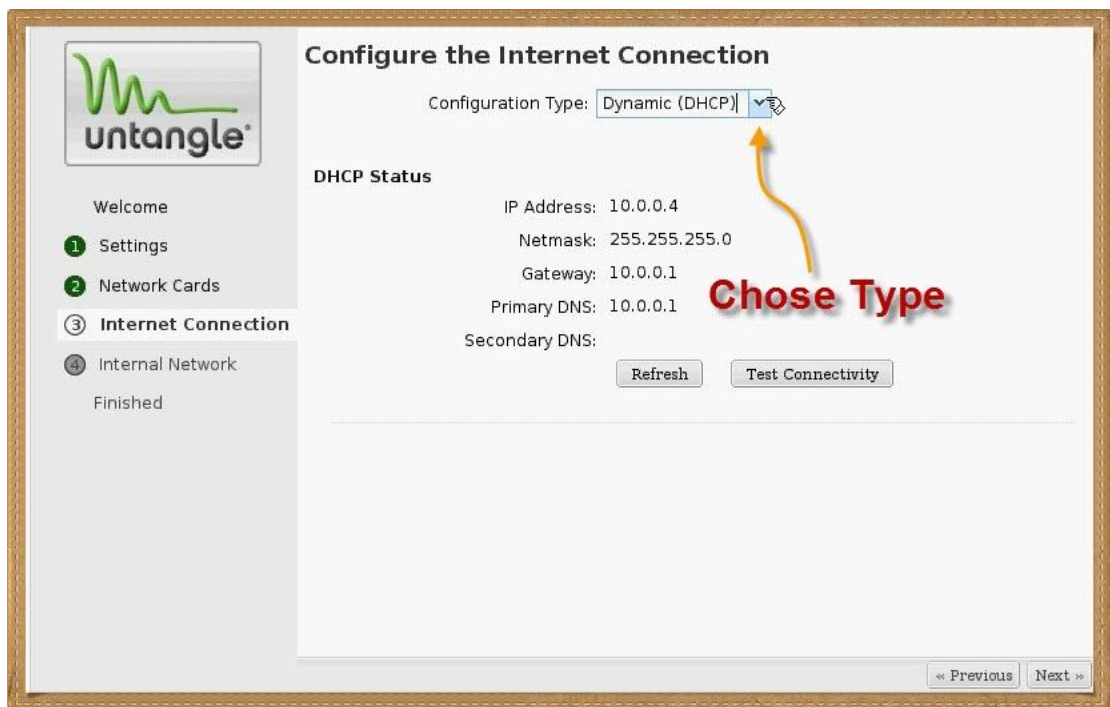 untangle
Welcome
1 Settings
2 Network Cards
3 Internet Connection
4 Internal Network
Finished
Configure the Internet Connection
Configuration Type: Dynamic (DHCP)
DHCP Status
IP Address: 10.0.0.4
Netmask: 255.255.255.0
Gateway: 10.0.0.1
Primary DNS: 10.0.0.1
Secondary DNS:
Chose Type
Refresh Test Connectivity
« Previous Next »